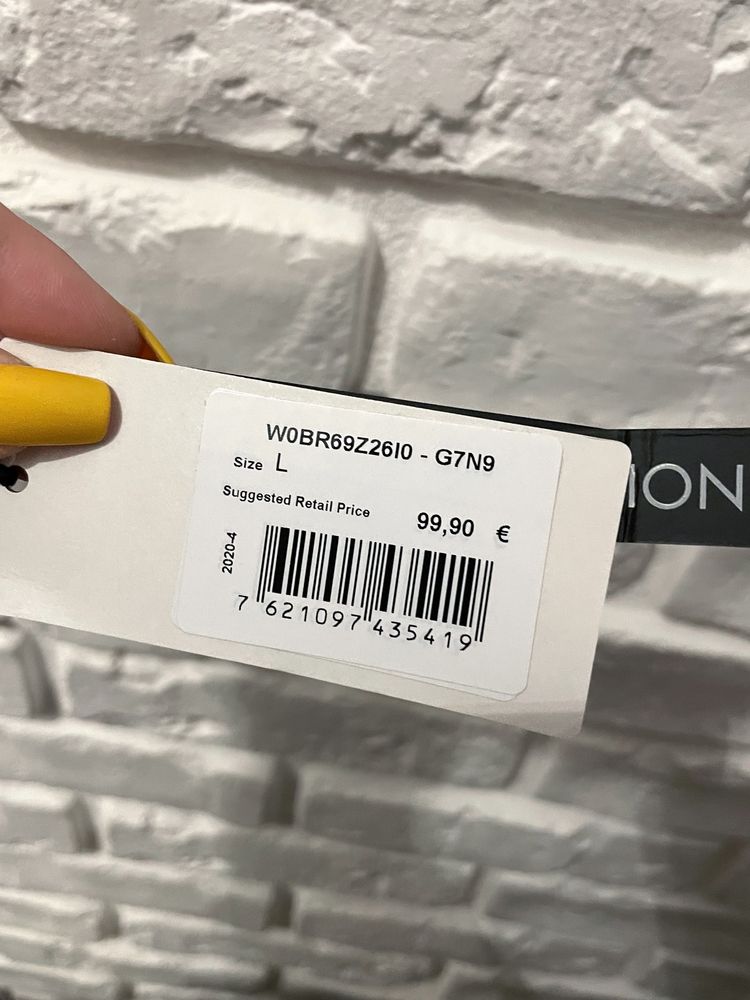 W0BR69Z26I0 - G7N9
Size L
Suggested Retail Price 99,90 €
2020-4
7 621097 435419
ION